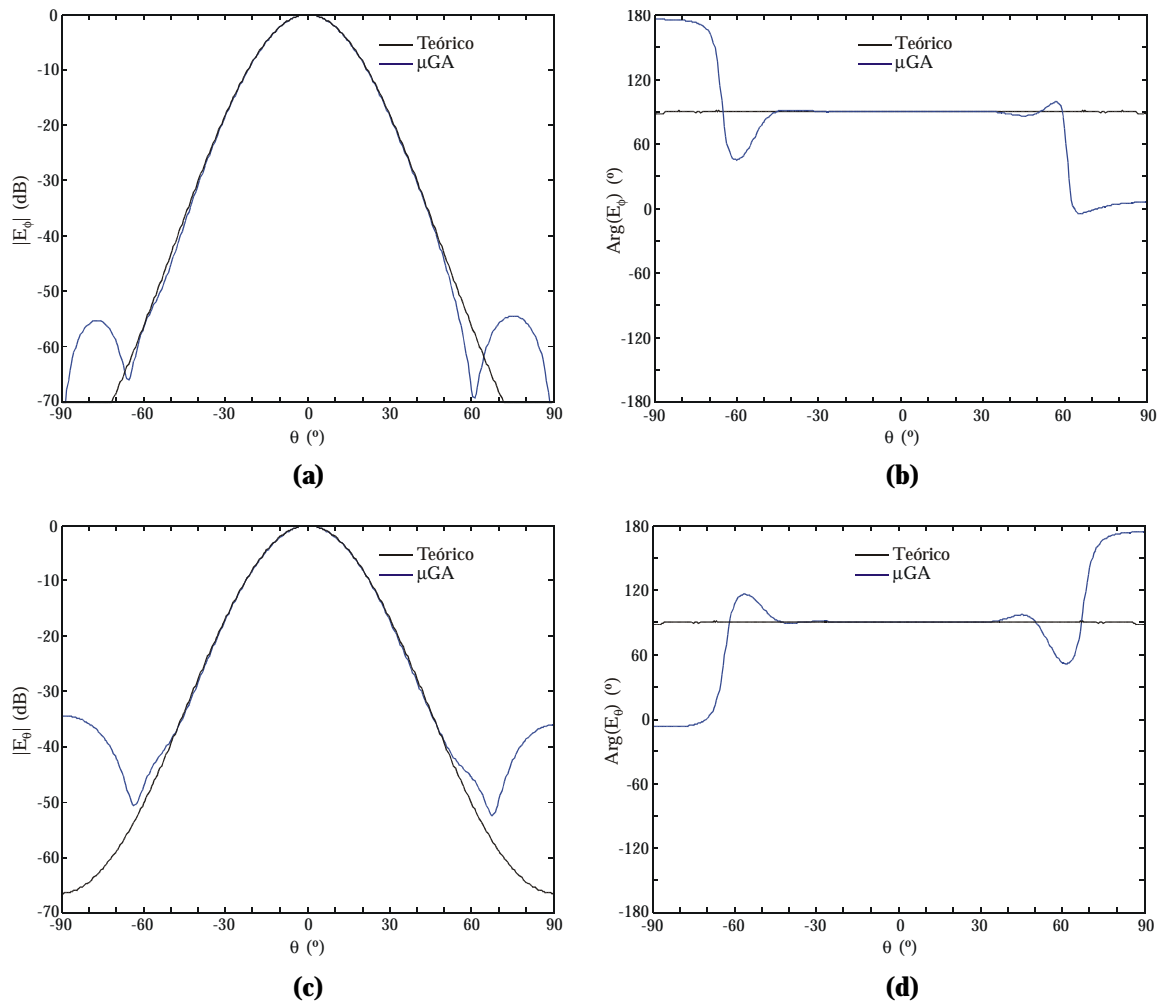 0
-10
-20
-30
-40
-50
-60
-70
|E_ϕ| (dB)
Teórico
μGA
-90 -60 -30 0 30 60 90
θ (º)
(a)
180
120
60
0
-60
-120
-180
Arg(E_ϕ) (º)
Teórico
μGA
-90 -60 -30 0 30 60 90
θ (º)
(b)
0
-10
-20
-30
-40
-50
-60
-70
|E_θ| (dB)
Teórico
μGA
-90 -60 -30 0 30 60 90
θ (º)
(c)
180
120
60
0
-60
-120
-180
Arg(E_θ) (º)
Teórico
μGA
-90 -60 -30 0 30 60 90
θ (º)
(d)